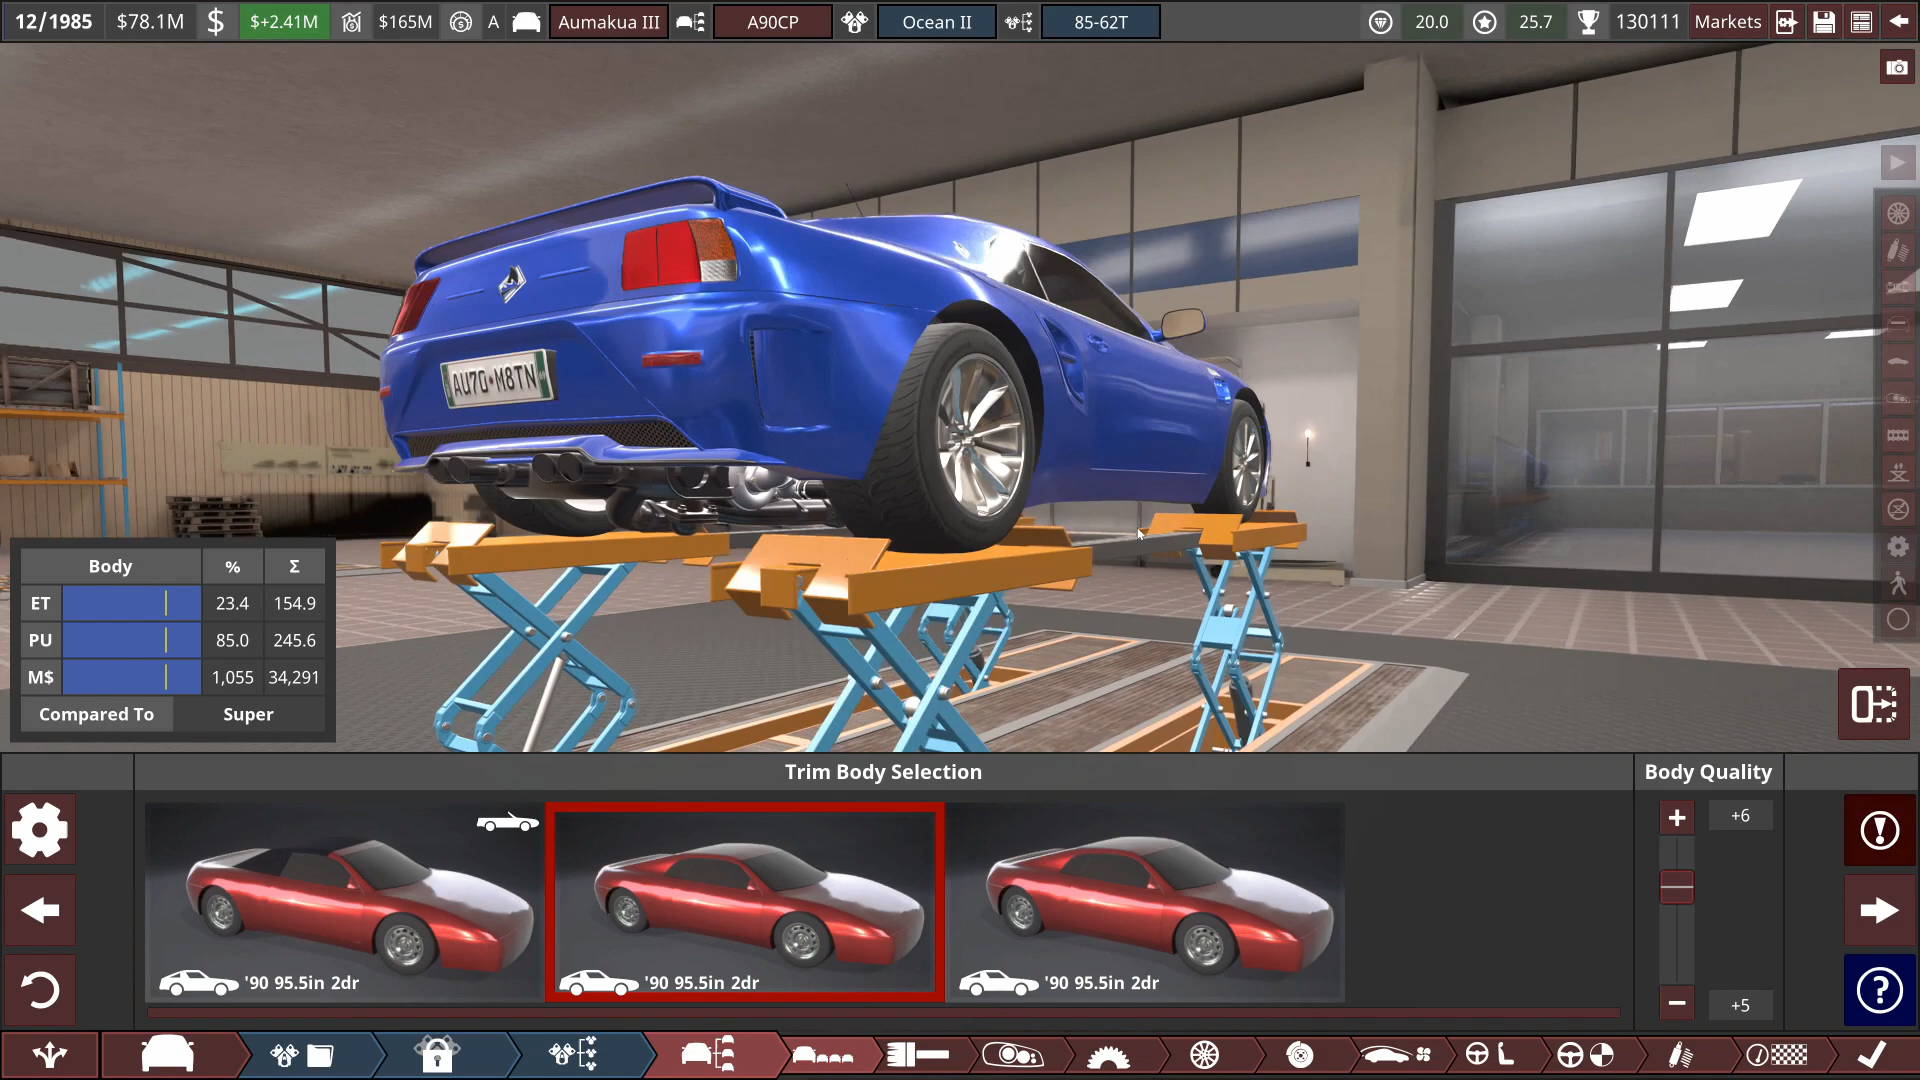 12/1985 $78.1M $+2.41M $165M A Aumakua III A90CP Ocean II 85-62T 20.0 25.7 130111 Markets
AU7G·M8TN
Body % Σ
ET 23.4 154.9
PU 85.0 245.6
M$ 1,055 34,291
Compared To Super
Trim Body Selection Body Quality
+6
'90 95.5in 2dr '90 95.5in 2dr '90 95.5in 2dr
+5